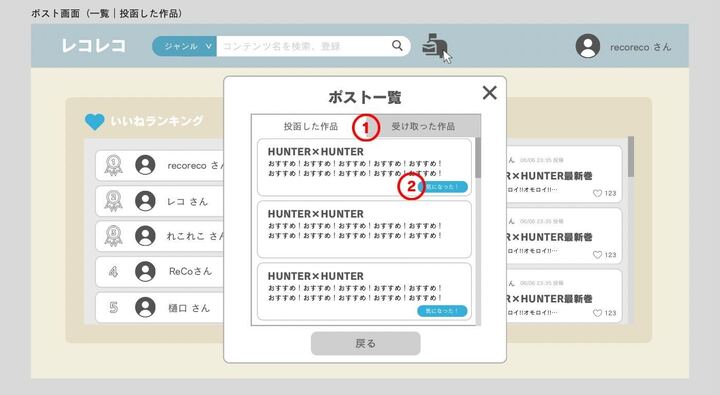 ポスト画面（一覧｜投函した作品）
レコレコ
ジャンル ∨
コンテンツ名を検索、登録
recoreco さん
いいねランキング
1
recoreco さん
2
レコ さん
3
れこれこ さん
4
ReCoさん
5
樋口 さん
ポスト一覧
投函した作品
①
受け取った作品
HUNTER×HUNTER
おすすめ！おすすめ！おすすめ！おすすめ！おすすめ！
おすすめ！おすすめ！おすすめ！おすすめ！おすすめ！
②
気になった！
HUNTER×HUNTER
おすすめ！おすすめ！おすすめ！おすすめ！おすすめ！
おすすめ！おすすめ！おすすめ！おすすめ！おすすめ！
HUNTER×HUNTER
おすすめ！おすすめ！おすすめ！おすすめ！おすすめ！
おすすめ！おすすめ！おすすめ！おすすめ！おすすめ！
気になった！
戻る
ん 06/06 23:35 投稿
R×HUNTER最新巻
ロイ!!オモロイ!!…
123
ん 06/06 23:35 投稿
R×HUNTER最新巻
ロイ!!オモロイ!!…
123
ん 06/06 23:35 投稿
R×HUNTER最新巻
ロイ!!オモロイ!!…
123